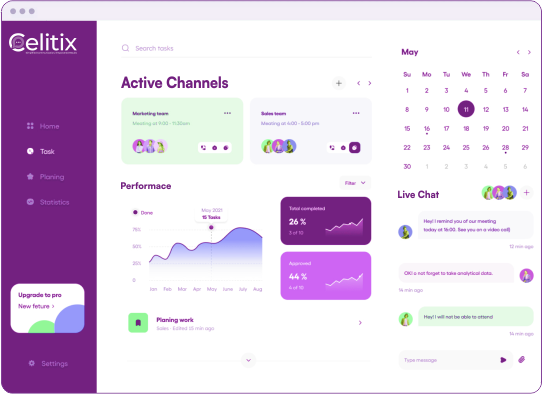 Celitix
Home
Task
Planing
Statistics
Upgrade to pro
New feture >
Settings
Search tasks
Active Channels
Marketing team
Meeting at 9:00 - 11:30am
Sales team
Meeting at 4:00 - 5:00 pm
Performace
Filter
Done
May, 2021
15 Tasks
75%
50%
25%
0
Jan Feb Mar Apr May June July Aug
Total completed
26 %
3 of 10
Approved
44 %
4 of 10
Planing work
Sales - Edited 15 min ago
May
Su Mo Tu We Th Fr Sa
1 2 3 4 5 6 7
8 9 10 11 12 13 14
15 16 17 18 19 20 21
22 23 24 25 26 28 29
30 1 2 3 4 5 6
Live Chat
Hey! I remind you of our meeting
today at 16:00. See you on a video call)
12 min ago
OK! o not forget to take analytical data.
14 min ago
Hey! I will not be able to attend
14 min ago
Type message